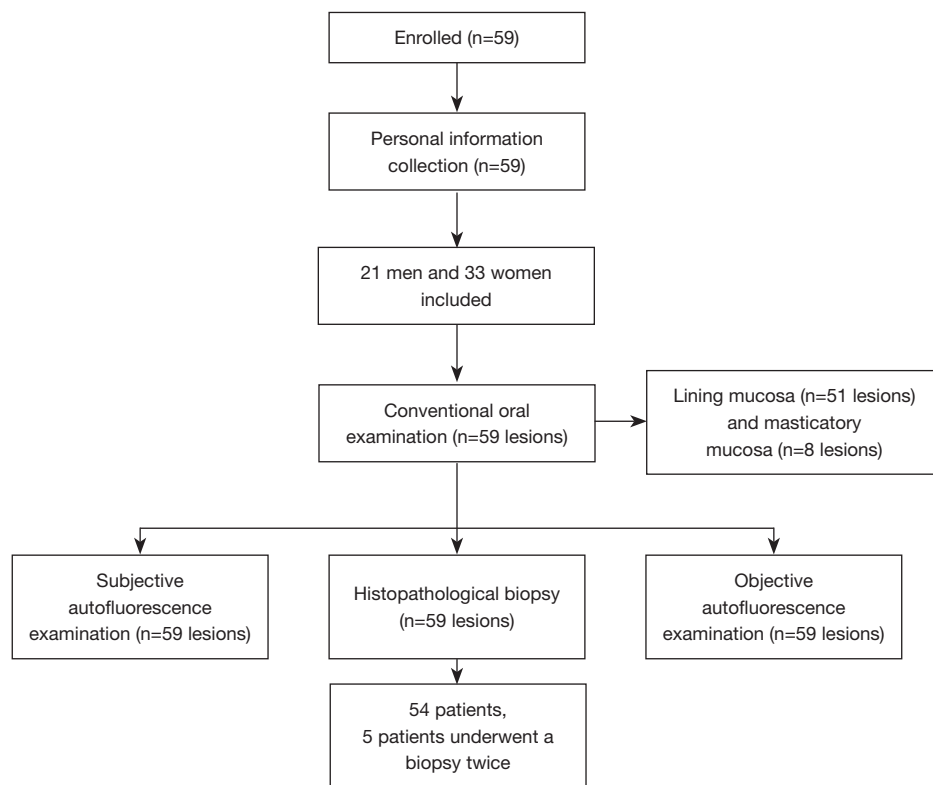 Enrolled (n=59)
Personal information
collection (n=59)
21 men and 33 women
included
Conventional oral
examination (n=59 lesions)
Lining mucosa (n=51 lesions)
and masticatory
mucosa (n=8 lesions)
Subjective
autofluorescence
examination (n=59 lesions)
Histopathological biopsy
(n=59 lesions)
Objective
autofluorescence
examination (n=59 lesions)
54 patients,
5 patients underwent a
biopsy twice